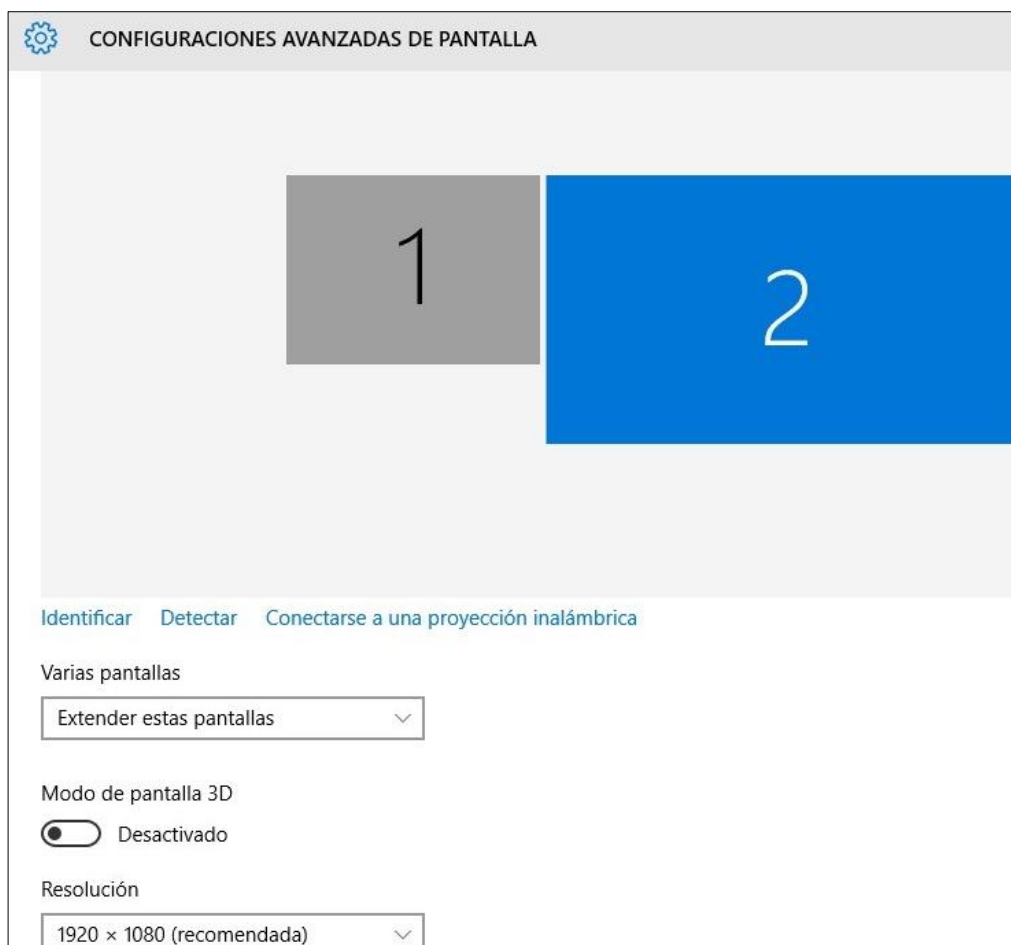 CONFIGURACIONES AVANZADAS DE PANTALLA
1
2
Identificar Detectar Conectarse a una proyección inalámbrica
Varias pantallas
Extender estas pantallas
Modo de pantalla 3D
Desactivado
Resolución
1920 × 1080 (recomendada)